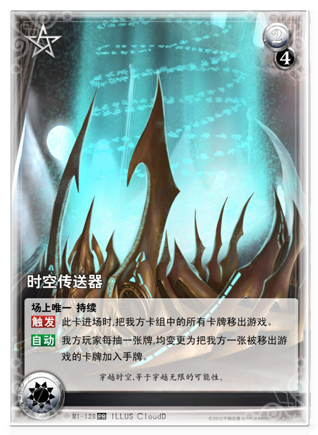 2
4
时空传送器
场上唯一 持续
触发 此卡进场时,把我方卡组中的所有卡牌移出游戏。
自动 我方玩家每抽一张牌,均变更为把我方一张被移出游
戏的卡牌加入手牌。
穿越时空,等于穿越无限的可能性。
7
M1-128 PR ILLUS CloudD